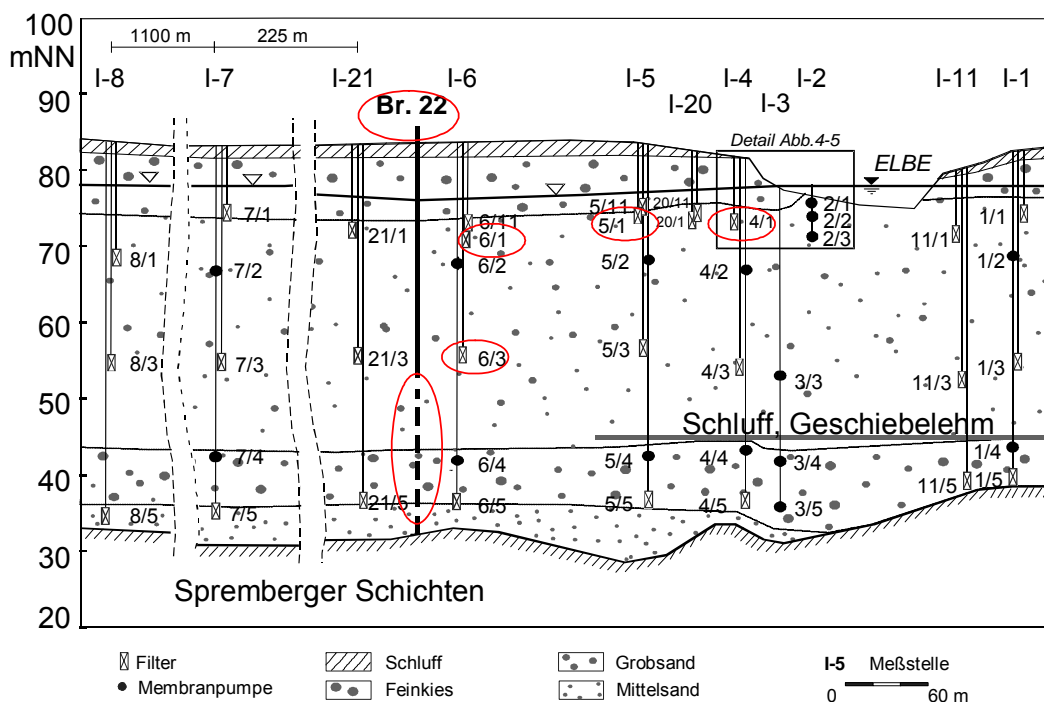 100
mNN
1100 m
225 m
I-8
I-7
I-21
I-6
I-5
I-4
I-2
I-11
I-1
I-20
I-3
90
Br. 22
Detail Abb.4-5
ELBE
80
7/1
6/11
5/11
20/11
2/1
1/1
21/1
6/1
5/1
20/1
4/1
2/2
2/3
11/1
70
8/1
7/2
6/2
5/2
4/2
1/2
60
8/3
7/3
21/3
6/3
5/3
4/3
3/3
11/3
1/3
50
Schluff, Geschiebelehm
40
7/4
6/4
5/4
4/4
3/4
1/4
8/5
7/5
21/5
6/5
5/5
4/5
3/5
11/5
1/5
30
Spremberger Schichten
20
Filter
Schluff
Grobsand
I-5 Meßstelle
Membranpumpe
Feinkies
Mittelsand
0 60 m